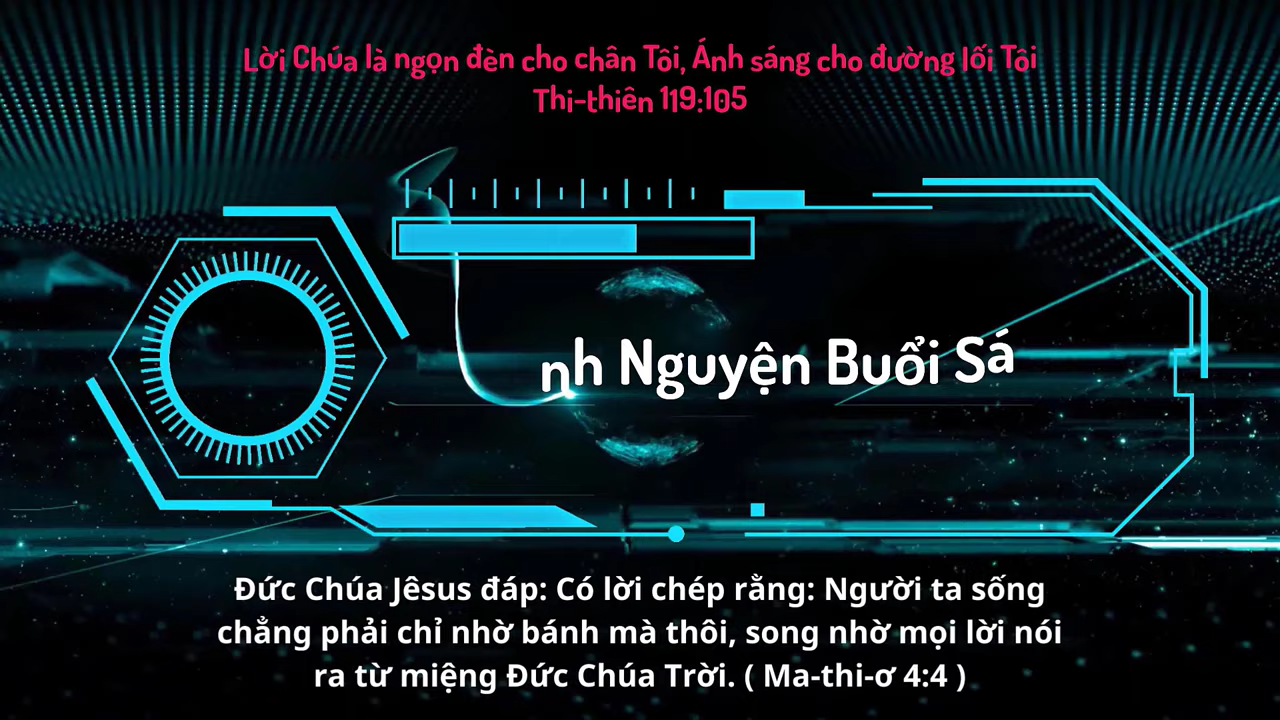 Lời Chúa là ngọn đèn cho chân Tôi, Ánh sáng cho đường lối Tôi
Thi-thiên 119:105
nh Nguyện Buổi Sá
Đức Chúa Jêsus đáp: Có lời chép rằng: Người ta sống
chẳng phải chỉ nhờ bánh mà thôi, song nhờ mọi lời nói
ra từ miệng Đức Chúa Trời. ( Ma-thi-ơ 4:4 )